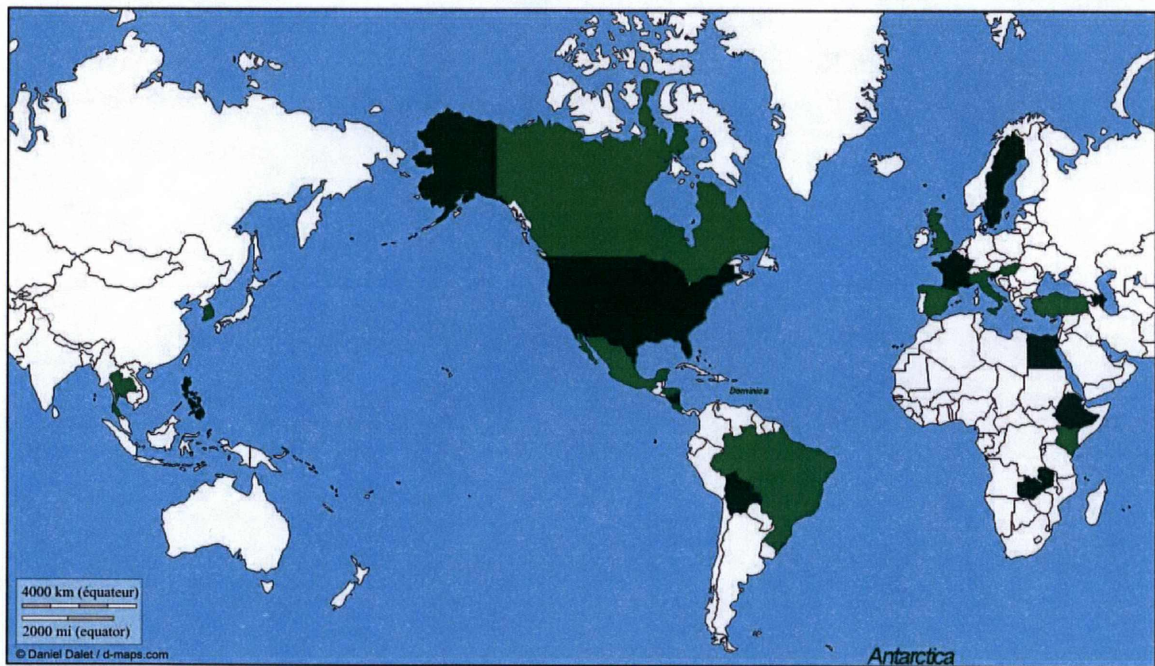 Dominica
4000 km (équateur)
2000 mi (equator)
© Daniel Dalet / d-maps.com
Antarctica